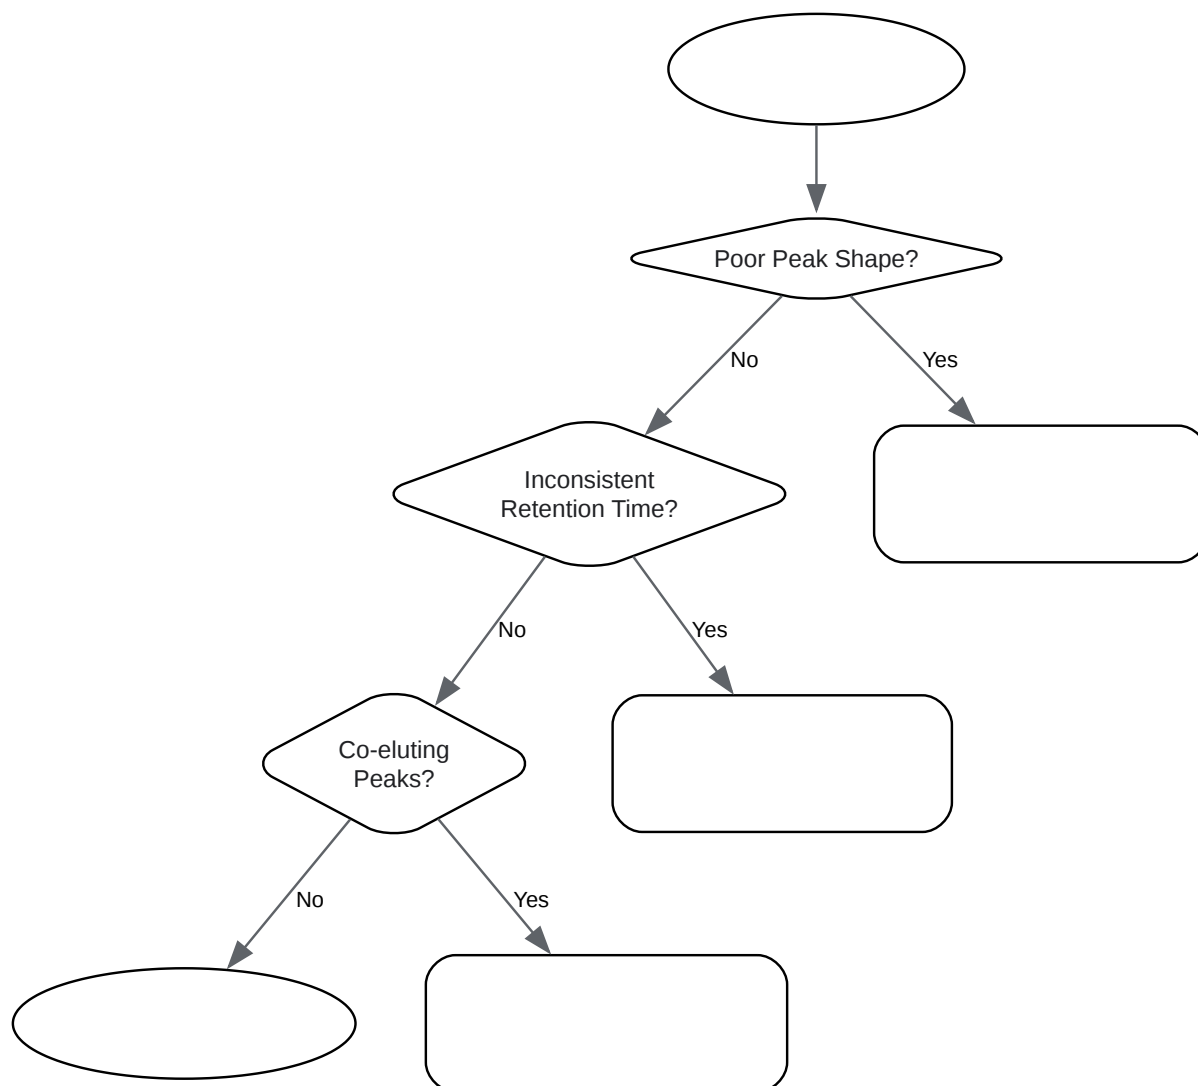 Poor Peak Shape?
No
Yes
Inconsistent
Retention Time?
No
Yes
Co-eluting
Peaks?
No
Yes